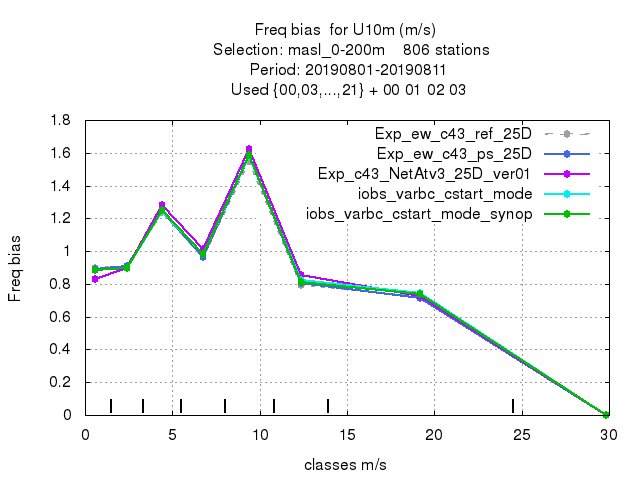 Freq bias  for U10m (m/s)
Selection: masl_0-200m    806 stations
Period: 20190801-20190811
Used {00,03,...,21} + 00 01 02 03
Exp_ew_c43_ref_25D
Exp_ew_c43_ps_25D
Exp_c43_NetAtv3_25D_ver01
iobs_varbc_cstart_mode
iobs_varbc_cstart_mode_synop
Freq bias
1.8
1.6
1.4
1.2
1
0.8
0.6
0.4
0.2
0
0 5 10 15 20 25 30
classes m/s